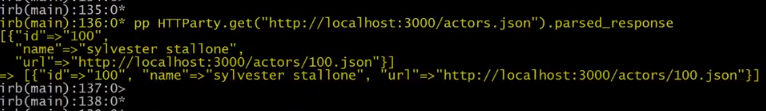 irb(main):135:0*
irb(main):136:0* pp HTTParty.get("http://localhost:3000/actors.json").parsed_response
[{"id"=>"100",
"name"=>"sylvester stallone",
"url"=>"http://localhost:3000/actors/100.json"}]
=> [{"id"=>"100", "name"=>"sylvester stallone", "url"=>"http://localhost:3000/actors/100.json"}]
irb(main):137:0>
irb(main):138:0*